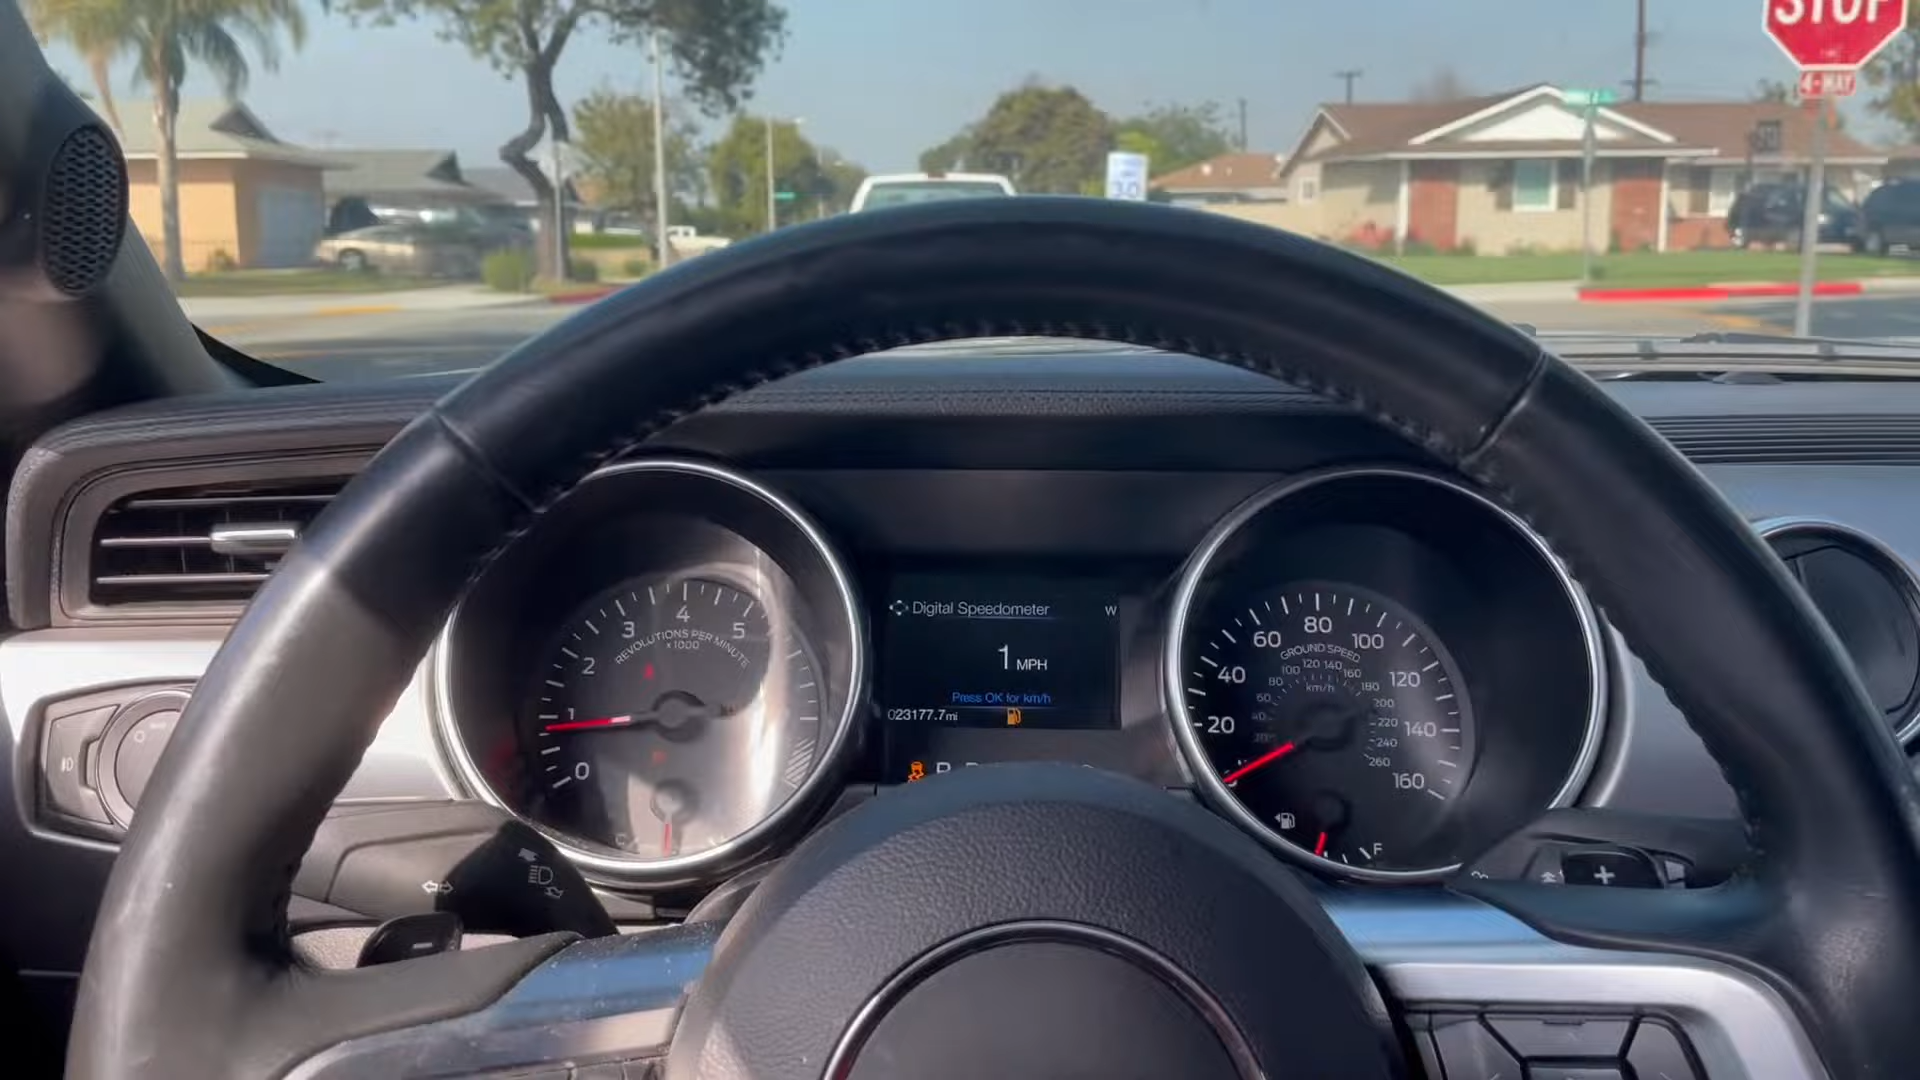 STOP
4-WAY
30
4
3
5
REVOLUTIONS PER MINUTE
x1000
2
1
0
Digital Speedometer W
1 MPH
Press OK for km/h
023177.7mi
60 80 100
GROUND SPEED
40 120
80 100 120 140 160 180
km/h
60 200
20 40 220 140
240
260
160
F
+
-